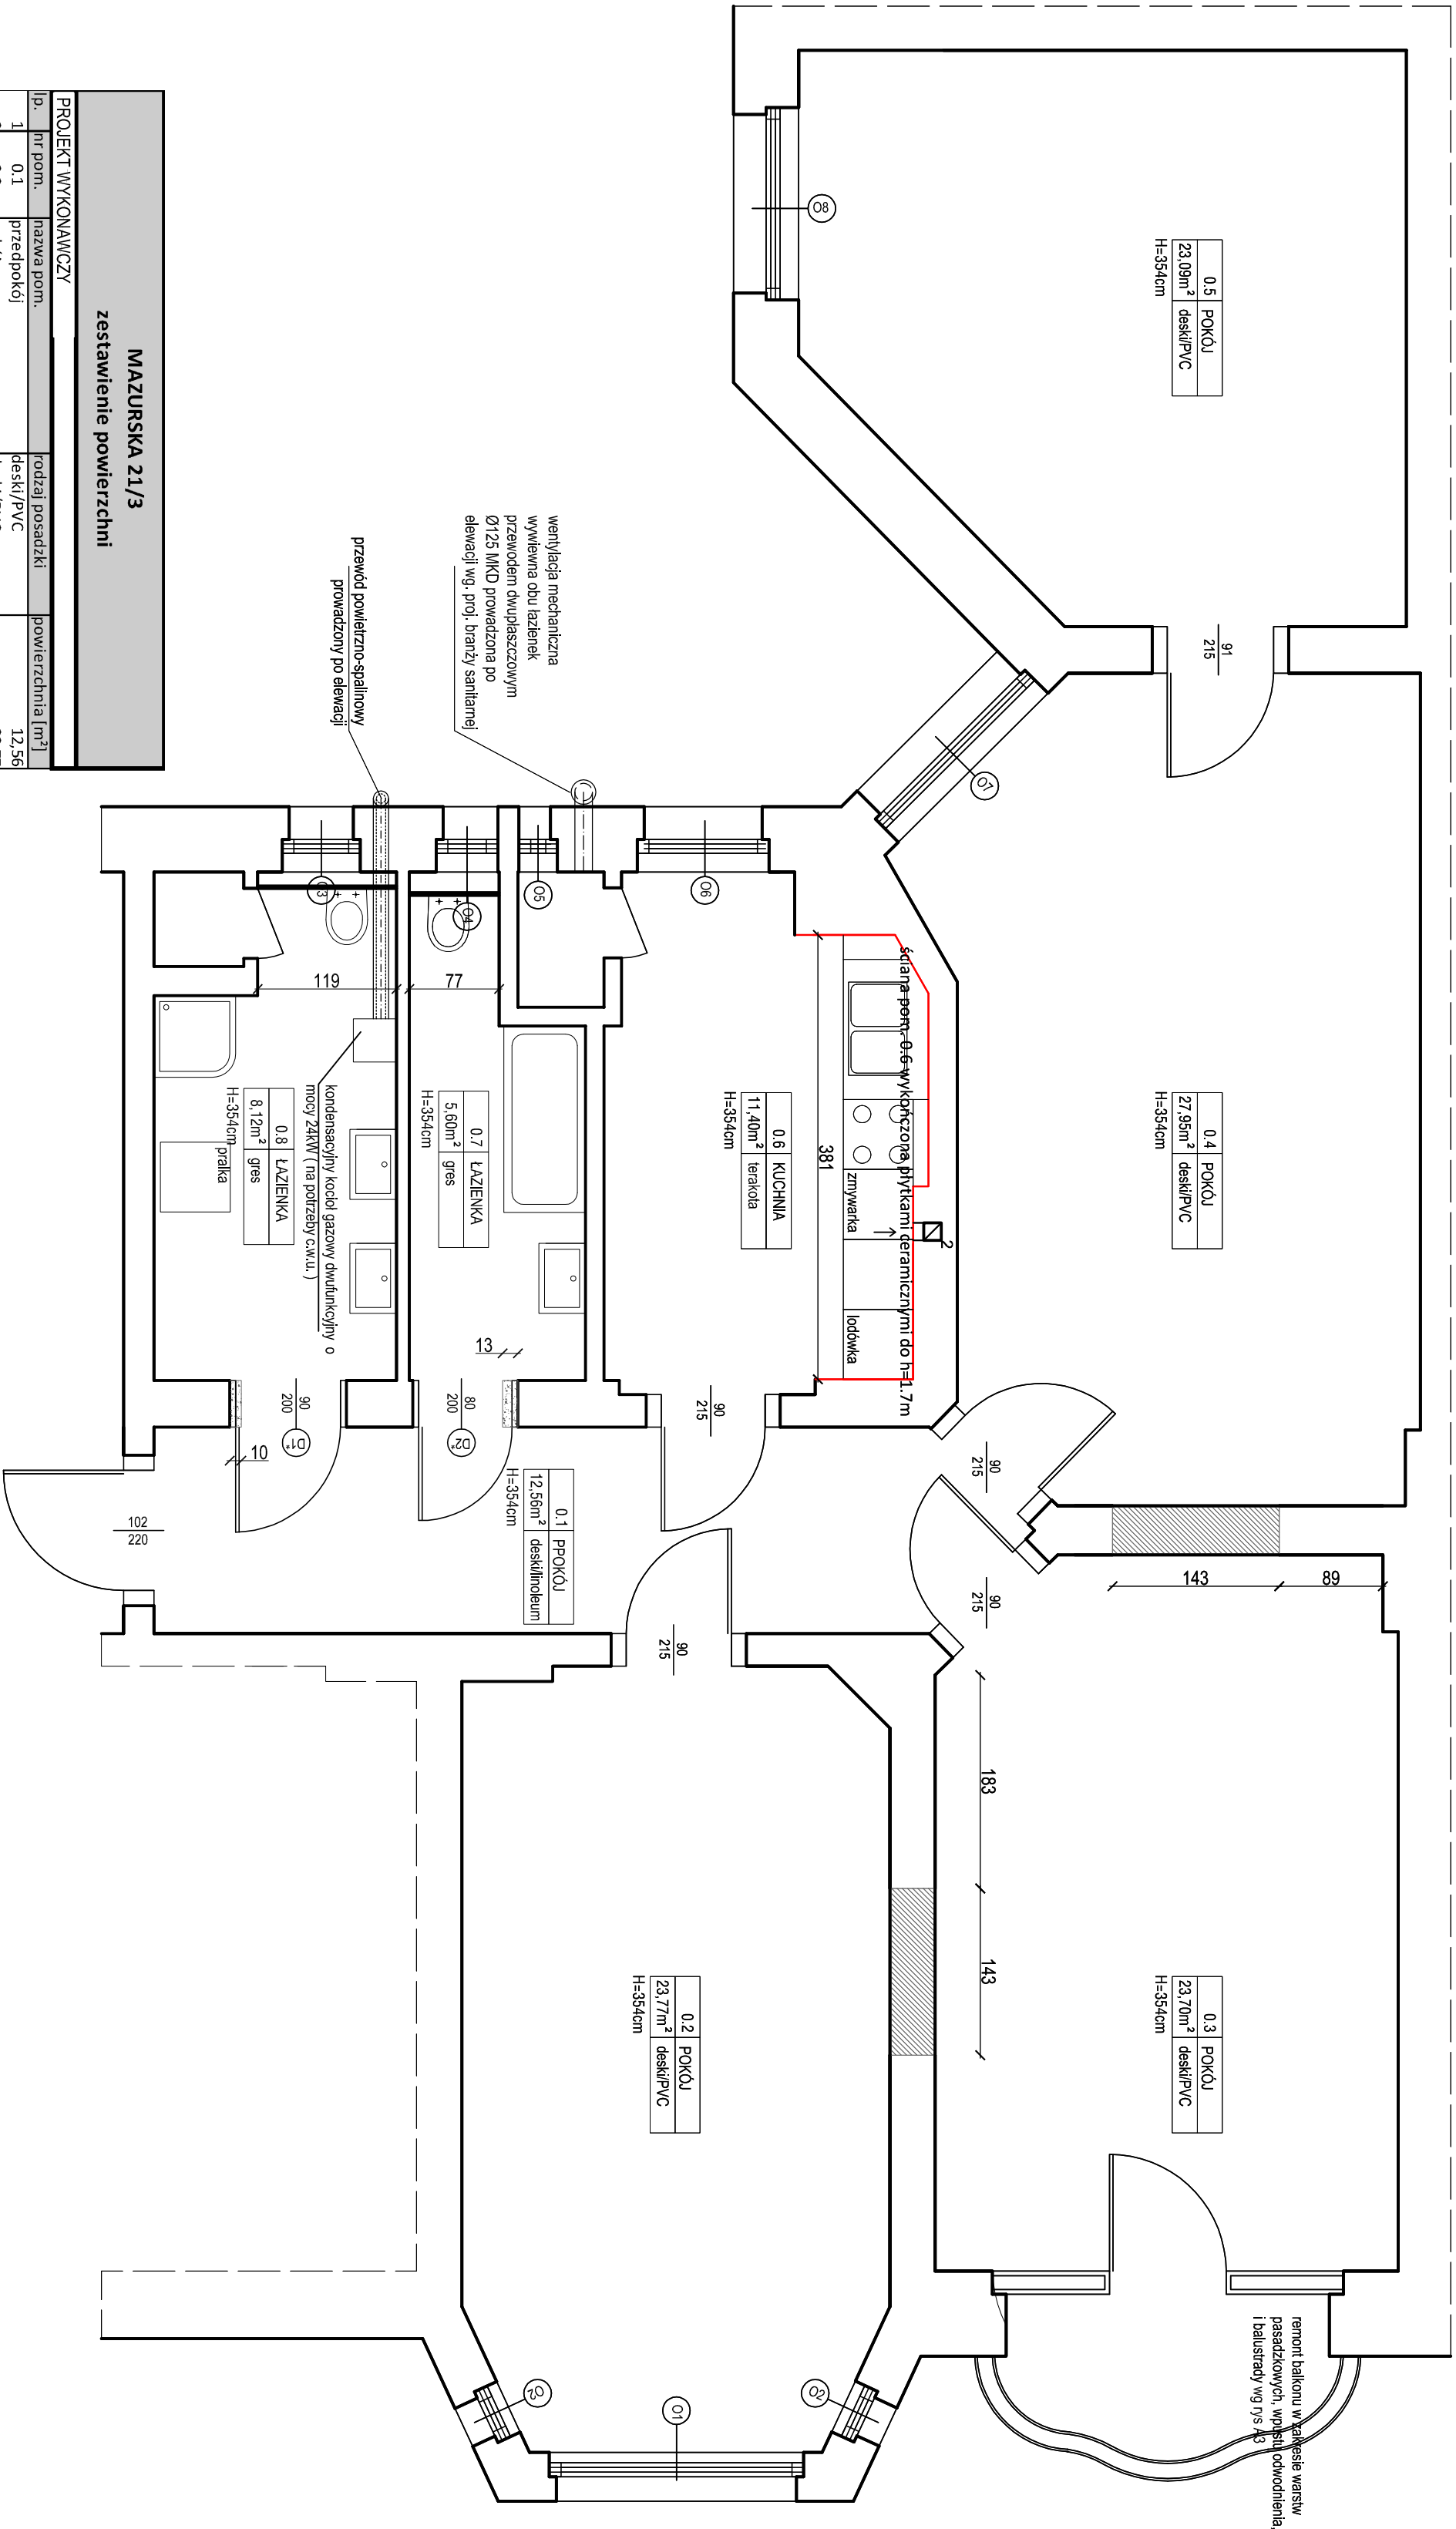 MAZURSKA 21/3
zestawienie powierzchni
PROJEKT WYKONAWCZY
lp. nr pom. nazwa pom. rodzaj posadzki powierzchnia [m²]
1 0.1 przedpokój deski/PVC 12,56
0.5 POKÓJ
23,09m² deski/PVC
H=354cm
O8
91
215
O7
0.4 POKÓJ
27,95m² deski/PVC
H=354cm
wentylacja mechaniczna
wywiewna obu łazienek
przewodem dwupłaszczowym
Ø125 MKD prowadzona po
elewacji wg. proj. branży sanitarnej
przewód powietrzno-spalinowy
prowadzony po elewacji
O3
O4
O5
O6
119
77
ściana pom. 0.6 wykończona płytkami ceramicznymi do h=1.7m
381
zmywarka
lodówka
2
0.6 KUCHNIA
11,40m² terakota
H=354cm
0.7 ŁAZIENKA
5,60m² gres
H=354cm
kondensacyjny kocioł gazowy dwufunkcyjny o
mocy 24kW ( na potrzeby c.w.u. )
0.8 ŁAZIENKA
8,12m² gres
H=354cm
pralka
13
90
200
D1*
80
200
D2*
90
215
10
0.1 PPOKÓJ
12,56m² deski/linoleum
H=354cm
102
220
90
215
90
215
90
215
143
89
183
143
0.3 POKÓJ
23,70m² deski/PVC
H=354cm
0.2 POKÓJ
23,77m² deski/PVC
H=354cm
remont balkonu w zakresie warstw
pasadzkowych, wpustu odwodnienia,
i balustrady wg rys A3
O2
O1
O2